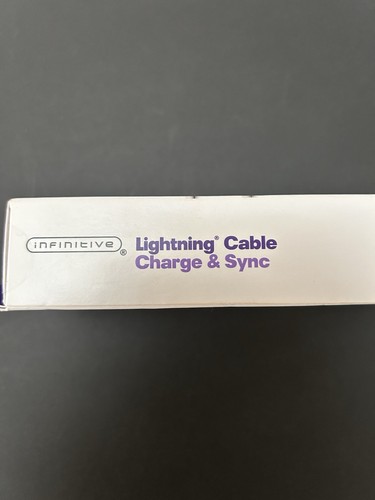 infinitive® Lightning® Cable
Charge & Sync